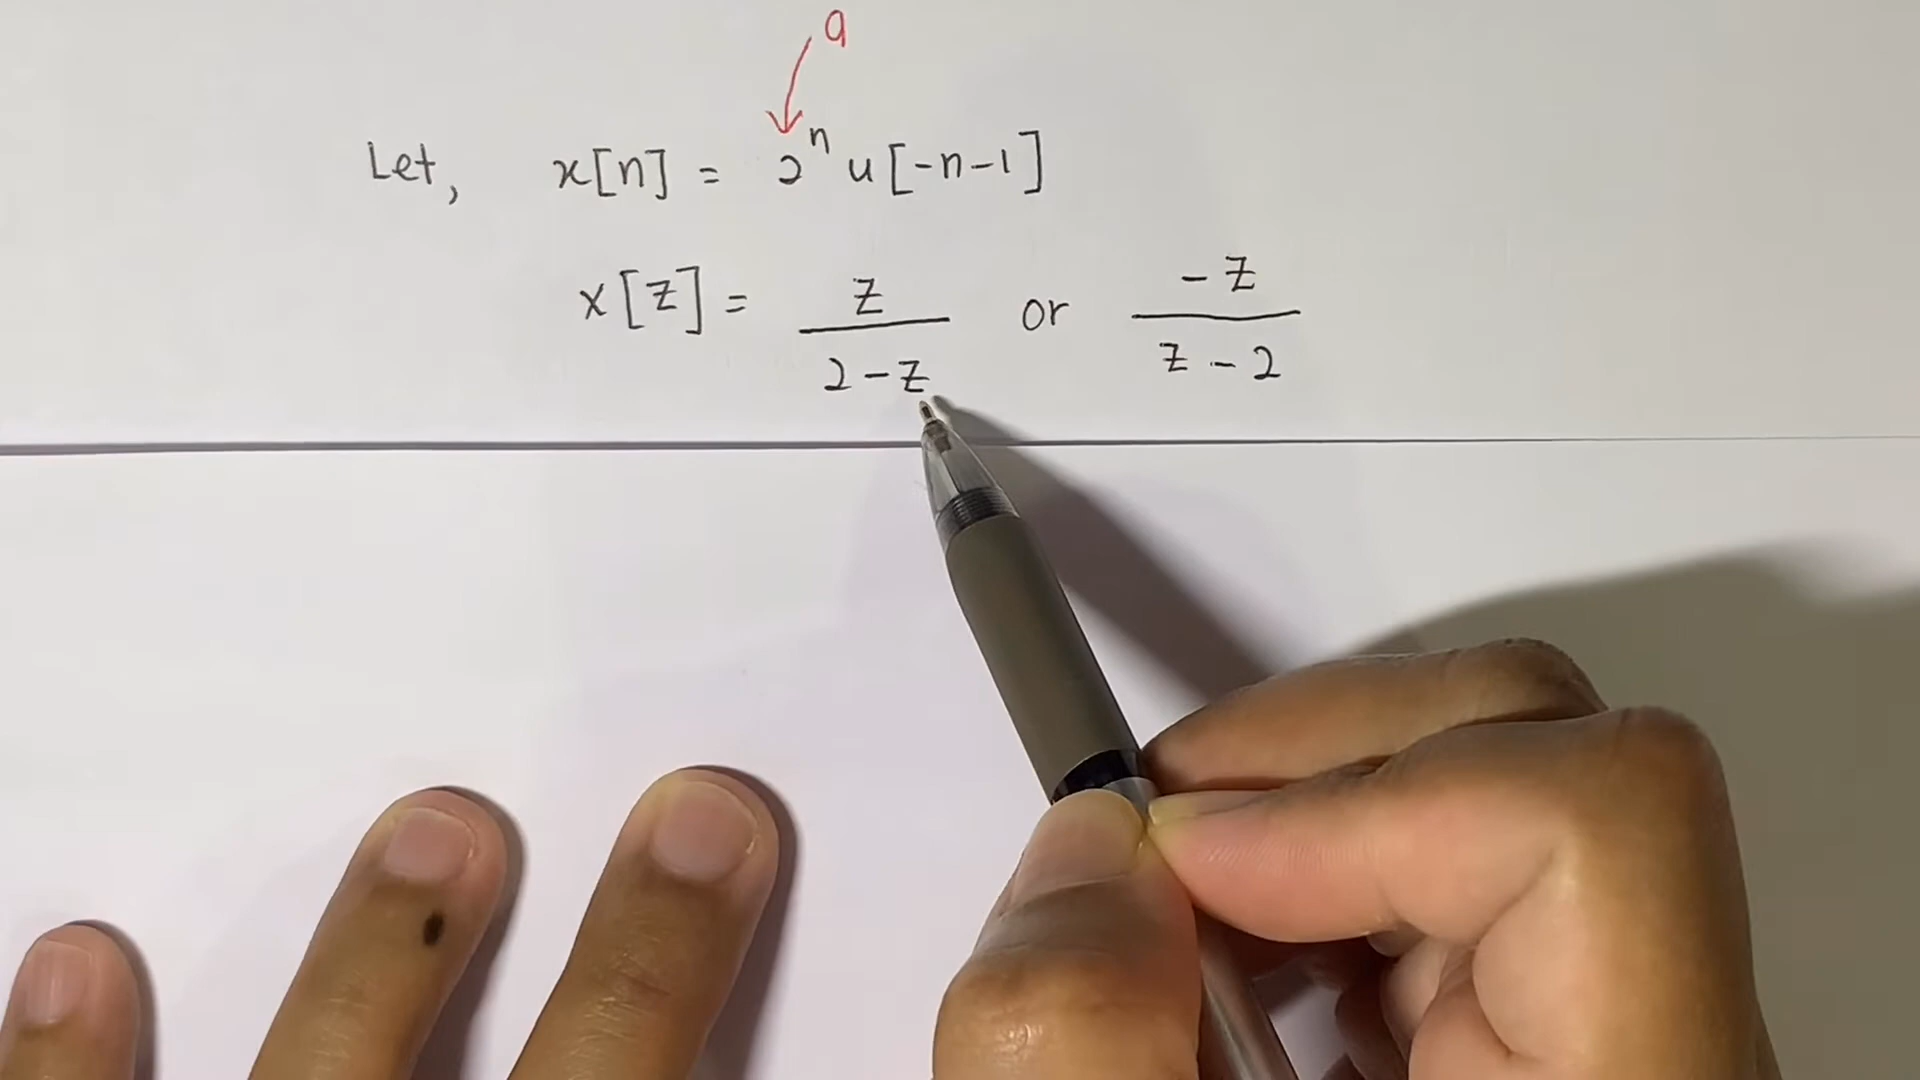 a
Let, x[n] = 2ⁿ u[-n-1]
X[z] = z / 2-z or -z / z-2